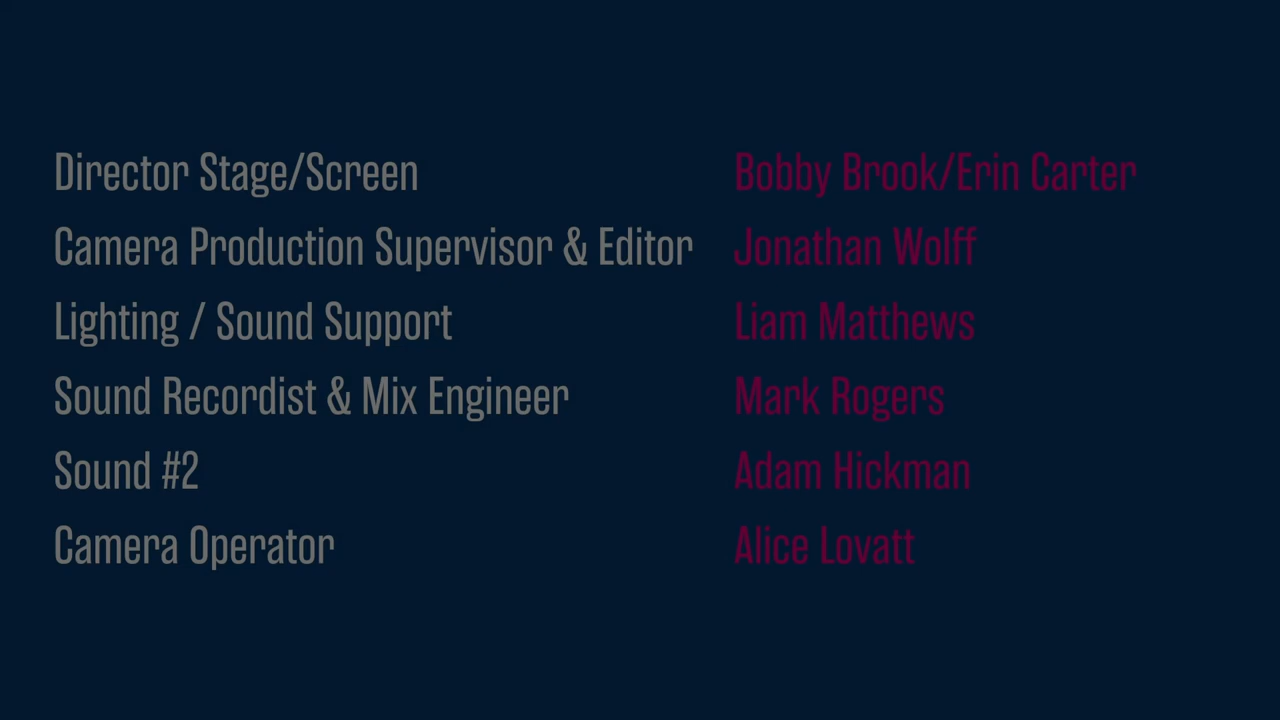 Director Stage/Screen Bobby Brook/Erin Carter
Camera Production Supervisor & Editor Jonathan Wolff
Lighting / Sound Support Liam Matthews
Sound Recordist & Mix Engineer Mark Rogers
Sound #2 Adam Hickman
Camera Operator Alice Lovatt